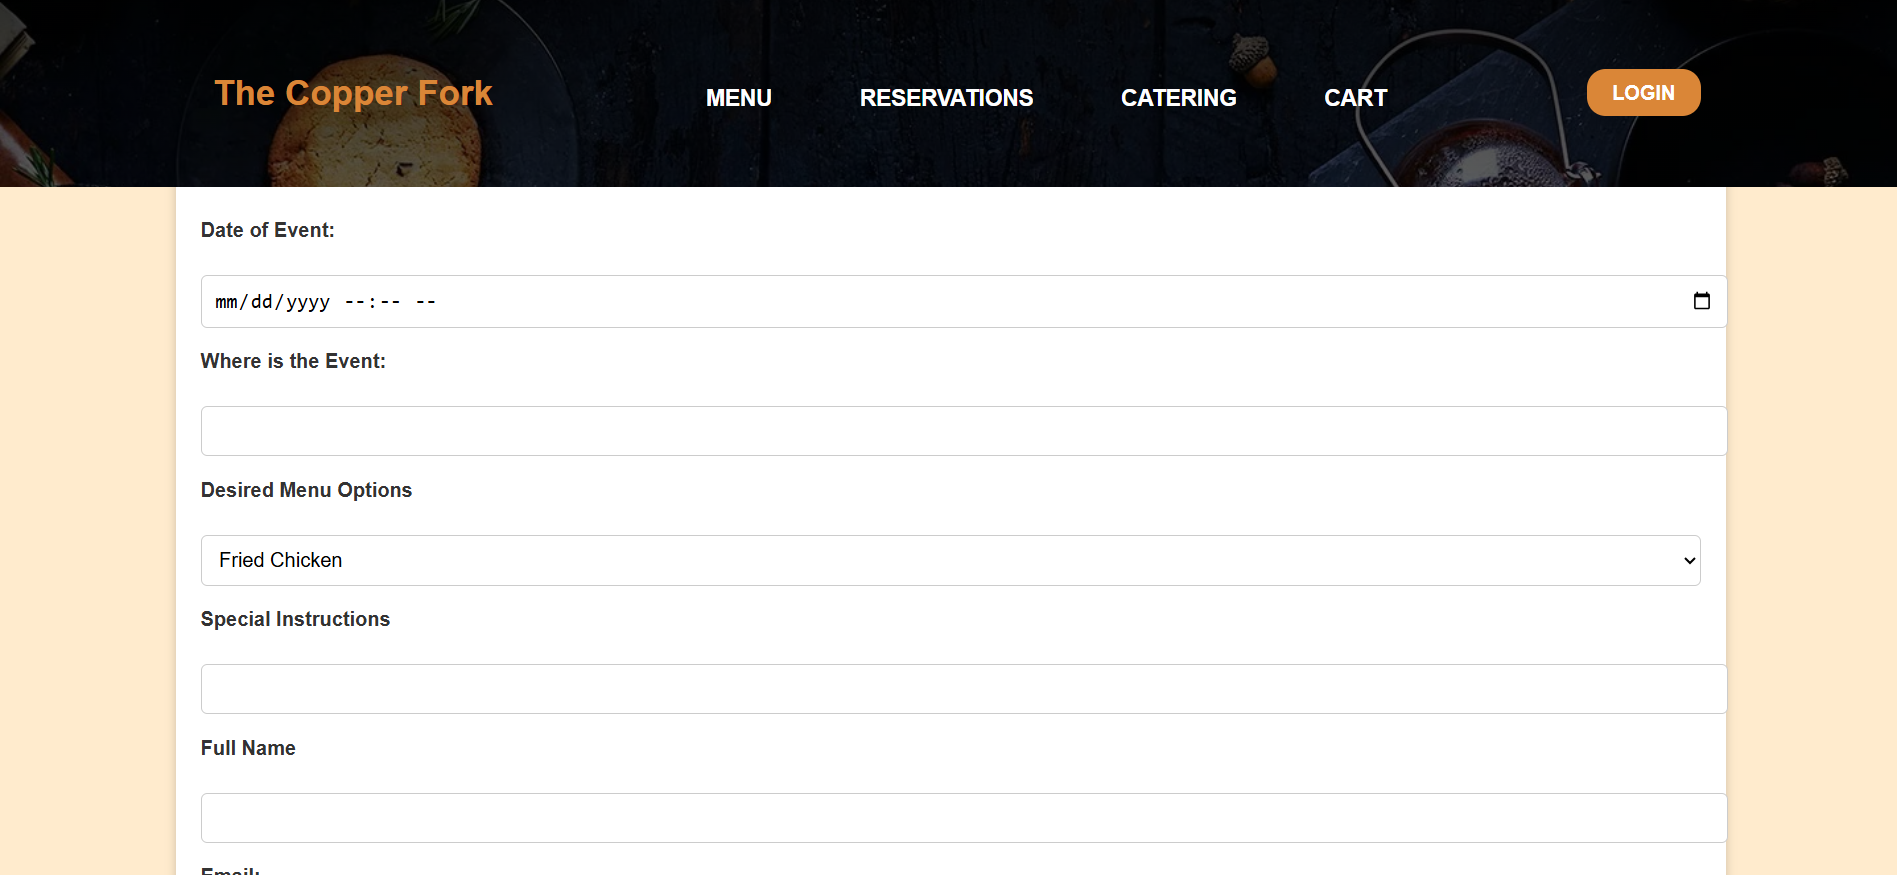 The Copper Fork
MENU RESERVATIONS CATERING CART LOGIN
Date of Event:
mm/dd/yyyy --:-- --
Where is the Event:
Desired Menu Options
Fried Chicken
Special Instructions
Full Name
Email: